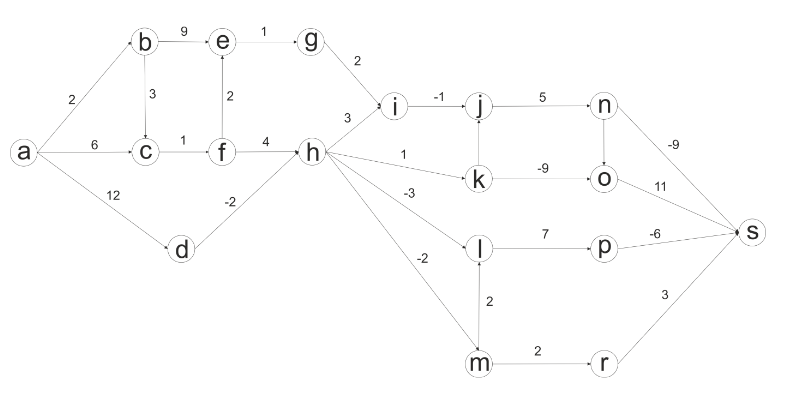 b 9 e 1 g
2 3 2 2
i -1 j 5 n
a 6 c 1 f 4 h 3 -9
1 k -9 o 11
12 -2 -3
d l 7 p -6 s
-2 2 3
m 2 r